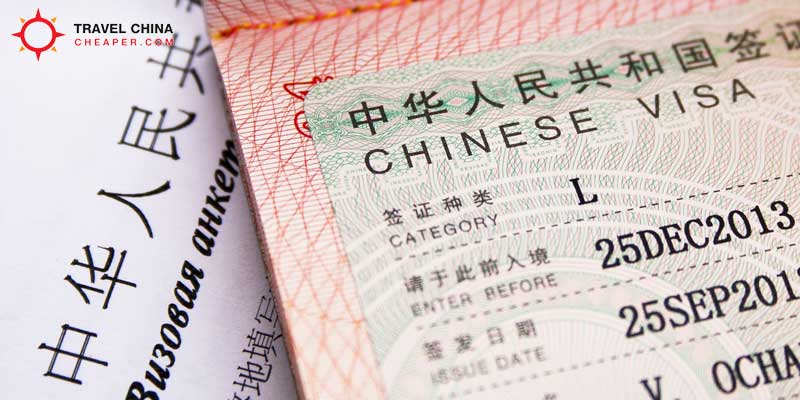 TRAVEL CHINA
CHEAPER.COM
中华人民共
Визовая анкет
地填写
中华人民共和国签证
CHINESE VISA
签证种类
CATEGORY
L
请于此前入境
ENTER BEFORE
25DEC2013
签发日期
ISSUE DATE
25SEP201
V. OCHA